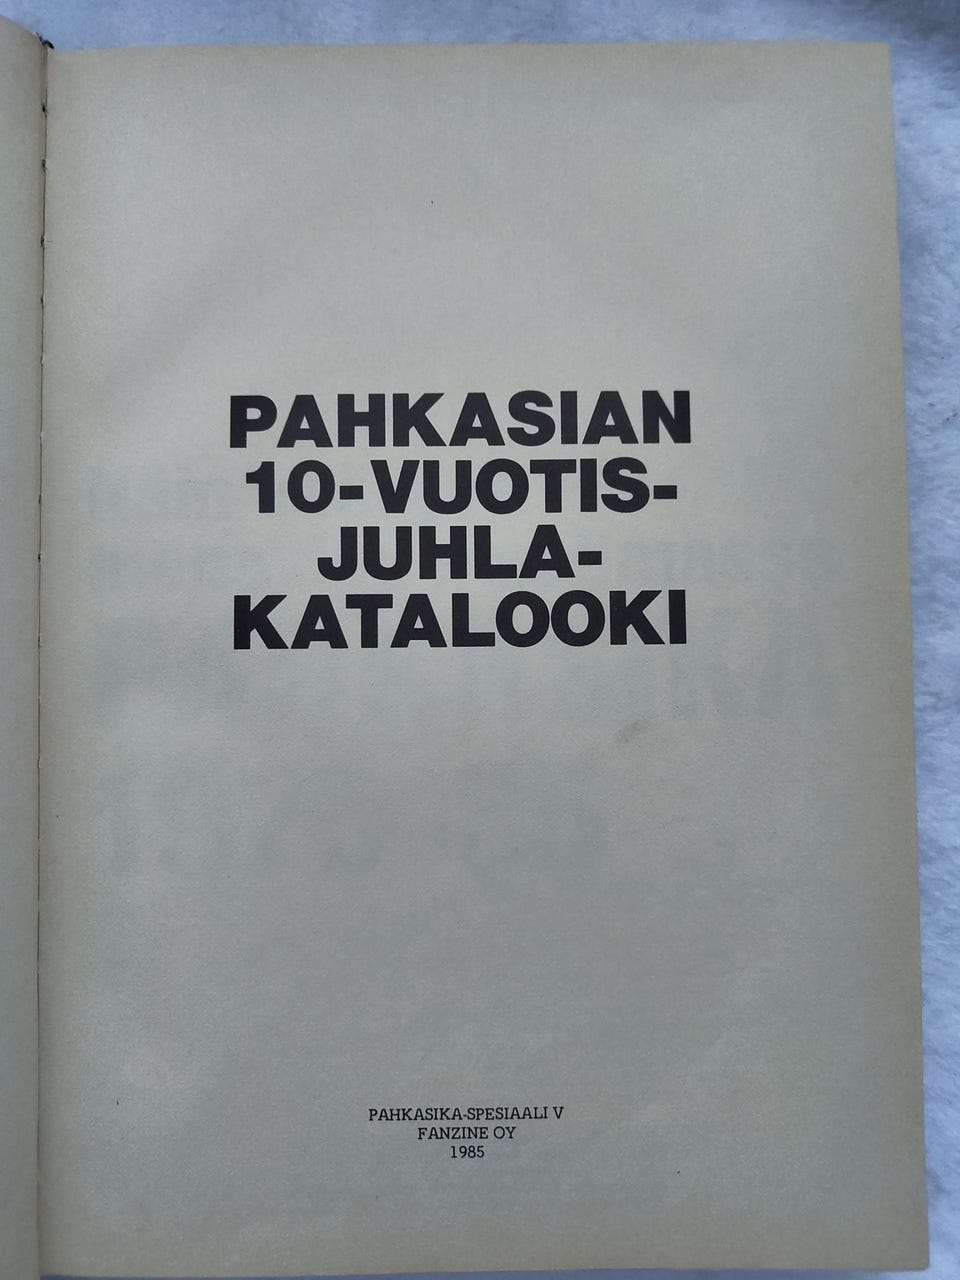 PAHKASIAN
10-VUOTIS-
JUHLA-
KATALOOKI
PAHKASIKA-SPESIAALI V
FANZINE OY
1985